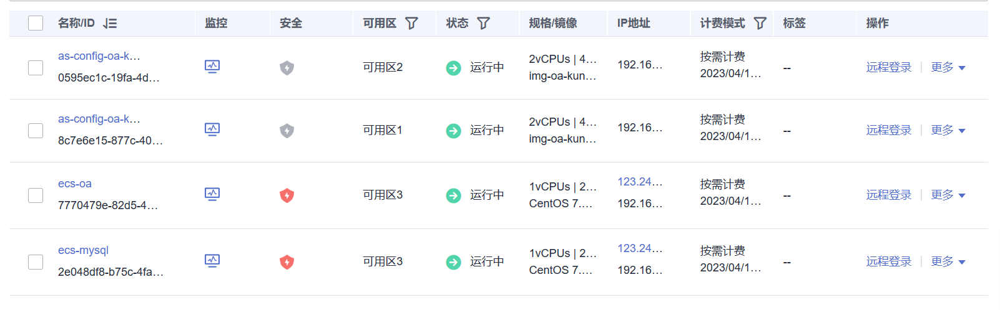 名称/ID 监控 安全 可用区 状态 规格/镜像 IP地址 计费模式 标签 操作
as-config-oa-k...
0595ec1c-19fa-4d...
可用区2
运行中
2vCPUs | 4...
img-oa-kun...
192.16...
按需计费
2023/04/1...
--
远程登录 | 更多
as-config-oa-k...
8c7e6e15-877c-40...
可用区1
运行中
2vCPUs | 4...
img-oa-kun...
192.16...
按需计费
2023/04/1...
--
远程登录 | 更多
ecs-oa
7770479e-82d5-4...
可用区3
运行中
1vCPUs | 2...
CentOS 7....
123.24...
192.16...
按需计费
2023/04/1...
--
远程登录 | 更多
ecs-mysql
2e048df8-b75c-4fa...
可用区3
运行中
1vCPUs | 2...
CentOS 7....
123.24...
192.16...
按需计费
2023/04/1...
--
远程登录 | 更多